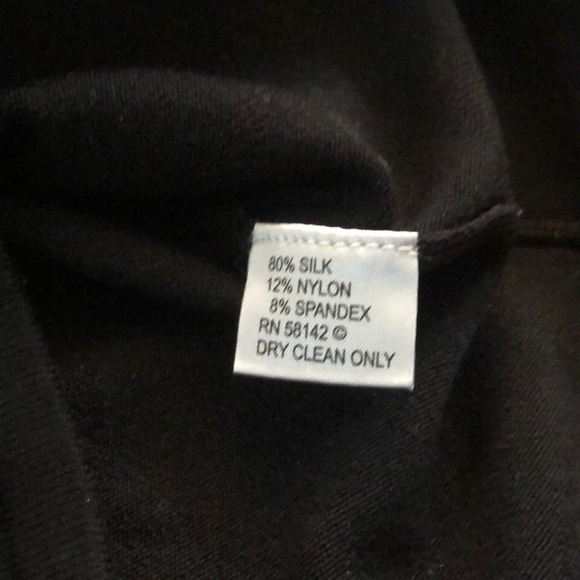 80% SILK
12% NYLON
8% SPANDEX
RN 58142 ©
DRY CLEAN ONLY